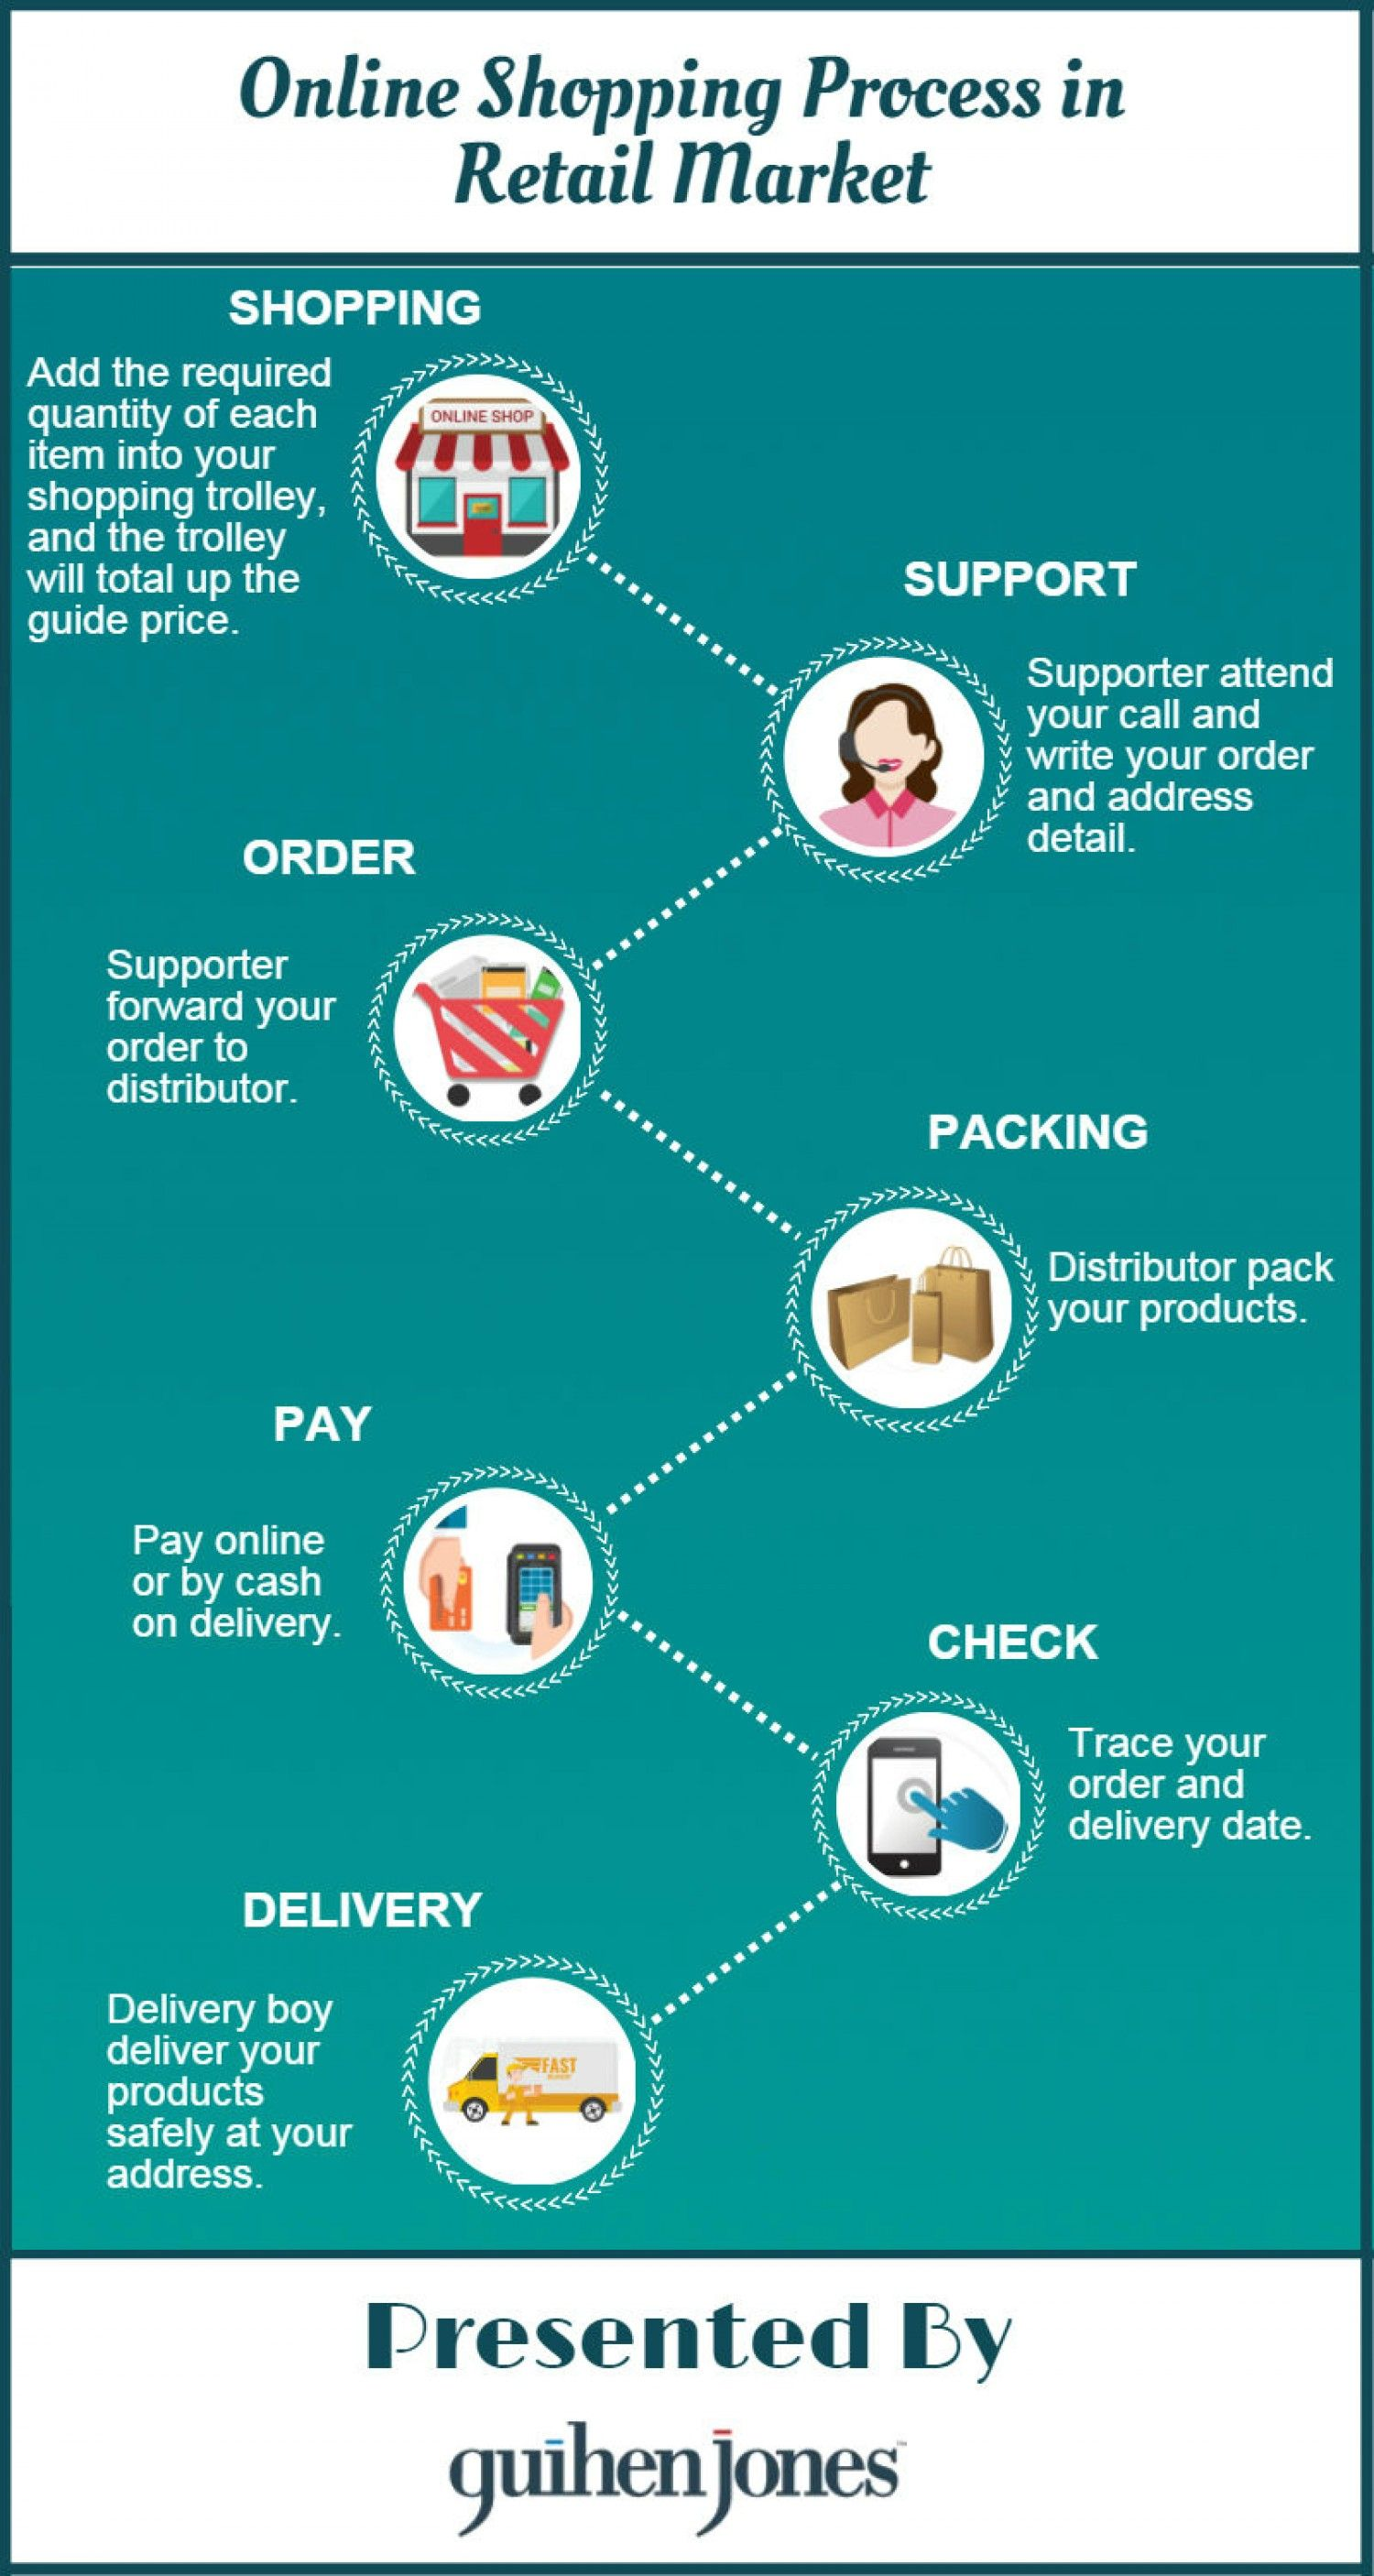 Online Shopping Process in
Retail Market
SHOPPING
Add the required
quantity of each
item into your
shopping trolley,
and the trolley
will total up the
guide price.
ONLINE SHOP
SUPPORT
Supporter attend
your call and
write your order
and address
detail.
ORDER
Supporter
forward your
order to
distributor.
PACKING
Distributor pack
your products.
PAY
Pay online
or by cash
on delivery.
CHECK
Trace your
order and
delivery date.
DELIVERY
Delivery boy
deliver your
products
safely at your
address.
FAST
Presented By
guihen jones